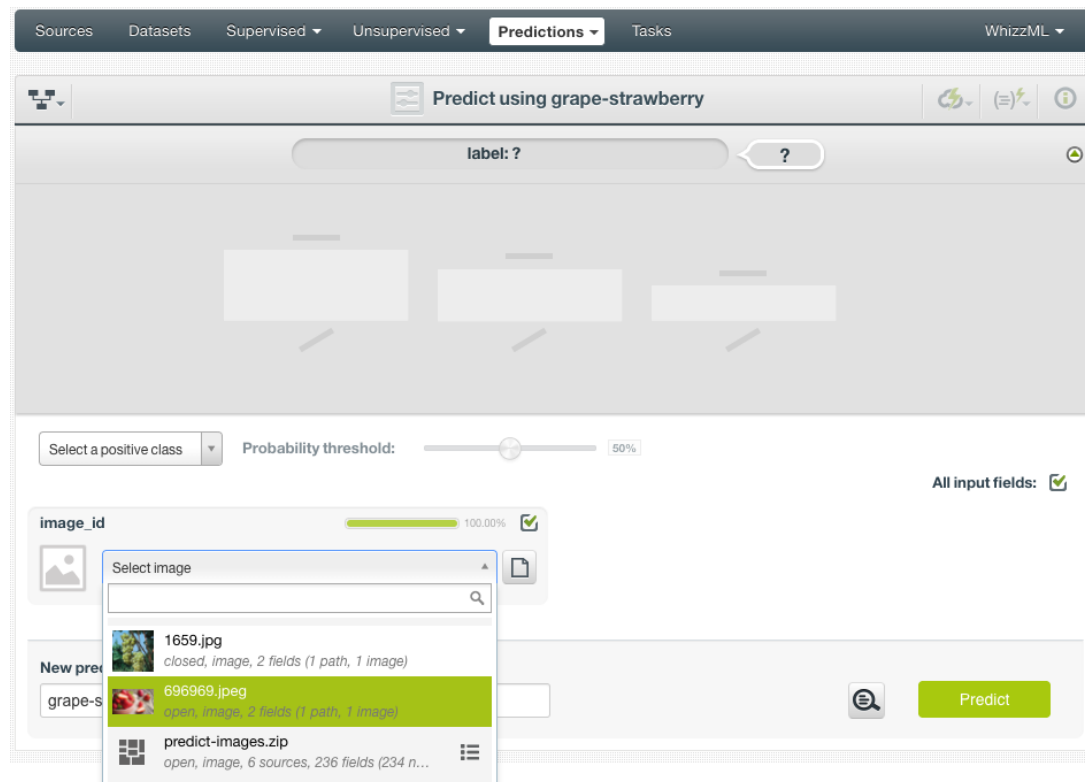 Sources Datasets Supervised Unsupervised Predictions Tasks WhizzML
Predict using grape-strawberry
(=)
label: ? ?
Select a positive class Probability threshold: 50%
All input fields:
image_id 100.00%
Select image
1659.jpg
closed, image, 2 fields (1 path, 1 image)
New pre
696969.jpeg
grape-s
open, image, 2 fields (1 path, 1 image)
Predict
predict-images.zip
open, image, 6 sources, 236 fields (234 n...